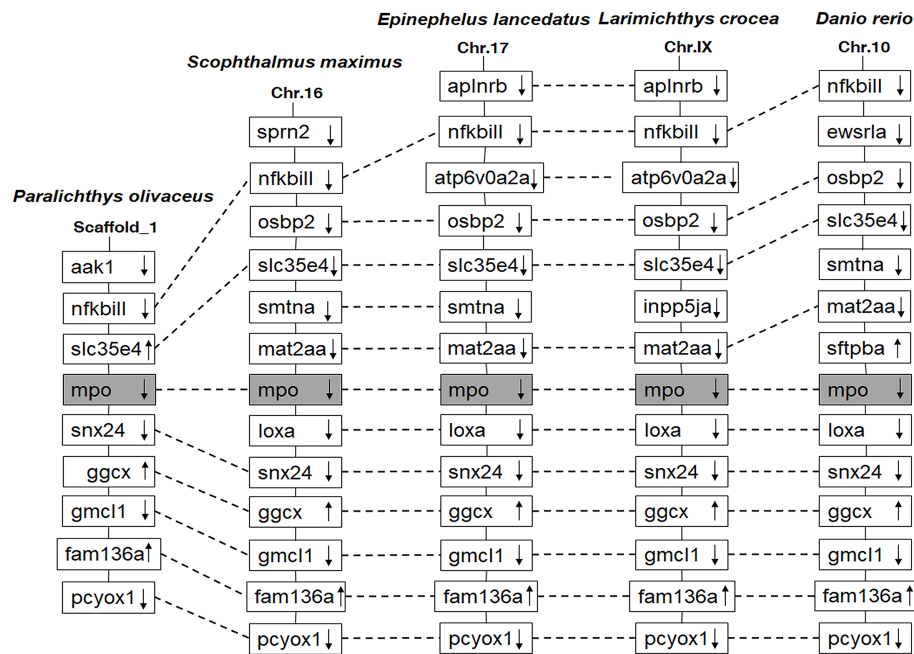 Paralichthys olivaceus
Scaffold_1
aak1 ↓
nfkbill ↓
slc35e4 ↑
mpo ↓
snx24 ↓
ggcx ↑
gmcl1 ↓
fam136a ↑
pcyox1 ↓
Scophthalmus maximus
Chr.16
sprn2 ↓
nfkbill ↓
osbp2 ↓
slc35e4 ↓
smtna ↓
mat2aa ↓
mpo ↓
loxa ↓
snx24 ↓
ggcx ↑
gmcl1 ↓
fam136a ↑
pcyox1 ↓
Epinephelus lancedatus
Chr.17
aplnrb ↓
nfkbill ↓
atp6v0a2a ↓
osbp2 ↓
slc35e4 ↓
smtna ↓
mat2aa ↓
mpo ↓
loxa ↓
snx24 ↓
ggcx ↑
gmcl1 ↓
fam136a ↑
pcyox1 ↓
Larimichthys crocea
Chr.IX
aplnrb ↓
nfkbill ↓
atp6v0a2a ↓
osbp2 ↓
slc35e4 ↓
inpp5ja ↓
mat2aa ↓
mpo ↓
loxa ↓
snx24 ↓
ggcx ↑
gmcl1 ↓
fam136a ↑
pcyox1 ↓
Danio rerio
Chr.10
nfkbill ↓
ewsrla ↓
osbp2 ↓
slc35e4 ↓
smtna ↓
mat2aa ↓
sftpba ↑
mpo ↓
loxa ↓
snx24 ↓
ggcx ↑
gmcl1 ↓
fam136a ↑
pcyox1 ↓